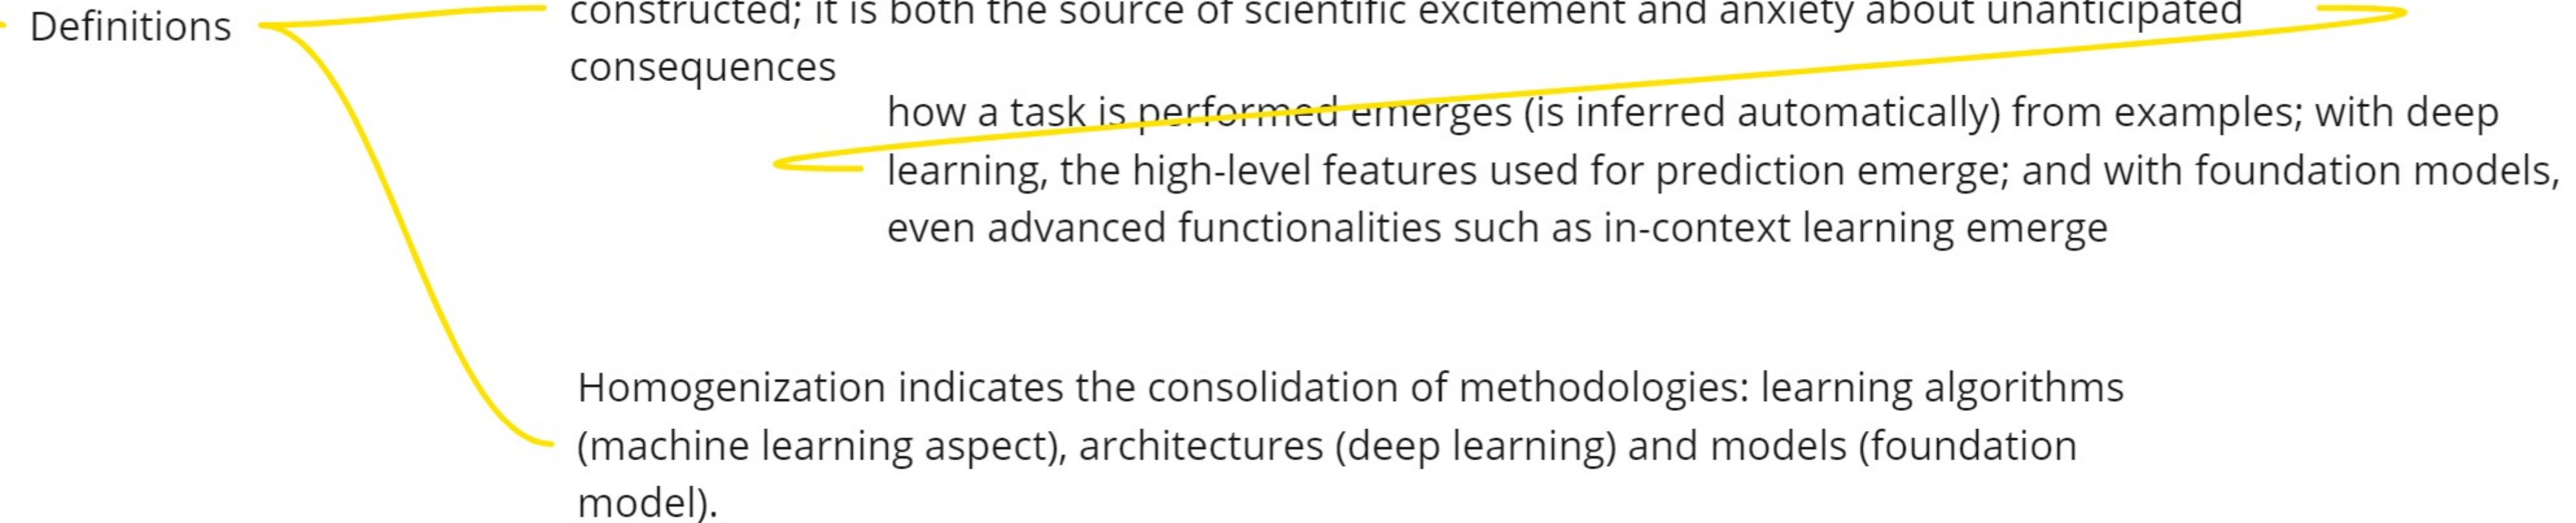 Definitions
constructed; it is both the source of scientific excitement and anxiety about unanticipated
consequences
how a task is performed emerges (is inferred automatically) from examples; with deep
learning, the high-level features used for prediction emerge; and with foundation models,
even advanced functionalities such as in-context learning emerge
Homogenization indicates the consolidation of methodologies: learning algorithms
(machine learning aspect), architectures (deep learning) and models (foundation
model).